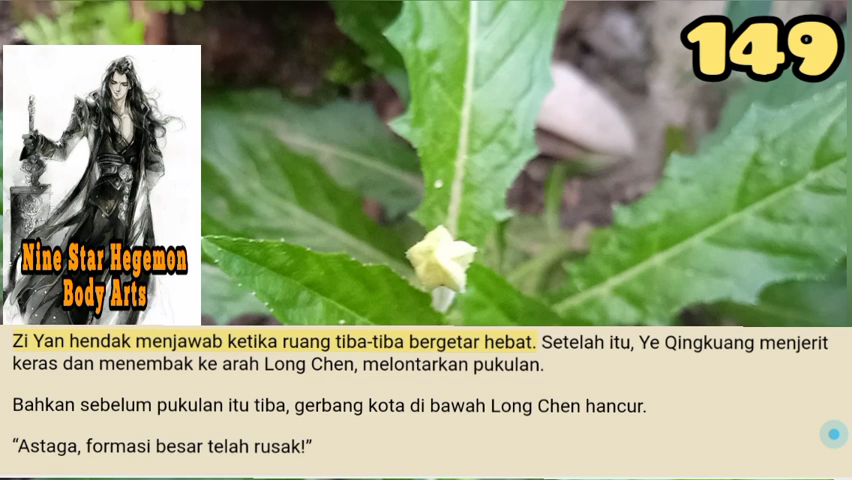 149
Nine Star Hegemon
Body Arts
Zi Yan hendak menjawab ketika ruang tiba-tiba bergetar hebat. Setelah itu, Ye Qingkuang menjerit
keras dan menembak ke arah Long Chen, melontarkan pukulan.
Bahkan sebelum pukulan itu tiba, gerbang kota di bawah Long Chen hancur.
“Astaga, formasi besar telah rusak!”